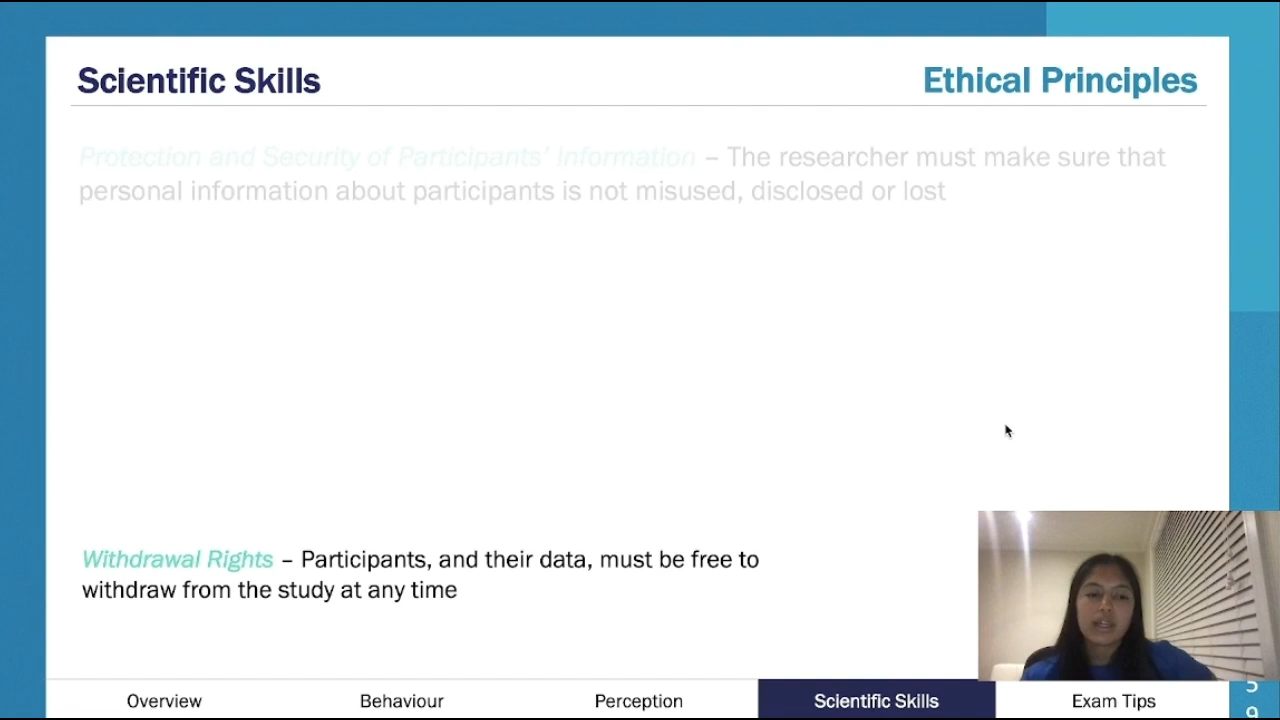 Scientific Skills
Ethical Principles
Protection and Security of Participants' Information – The researcher must make sure that
personal information about participants is not misused, disclosed or lost
Withdrawal Rights – Participants, and their data, must be free to
withdraw from the study at any time
Overview
Behaviour
Perception
Scientific Skills
Exam Tips
5
9